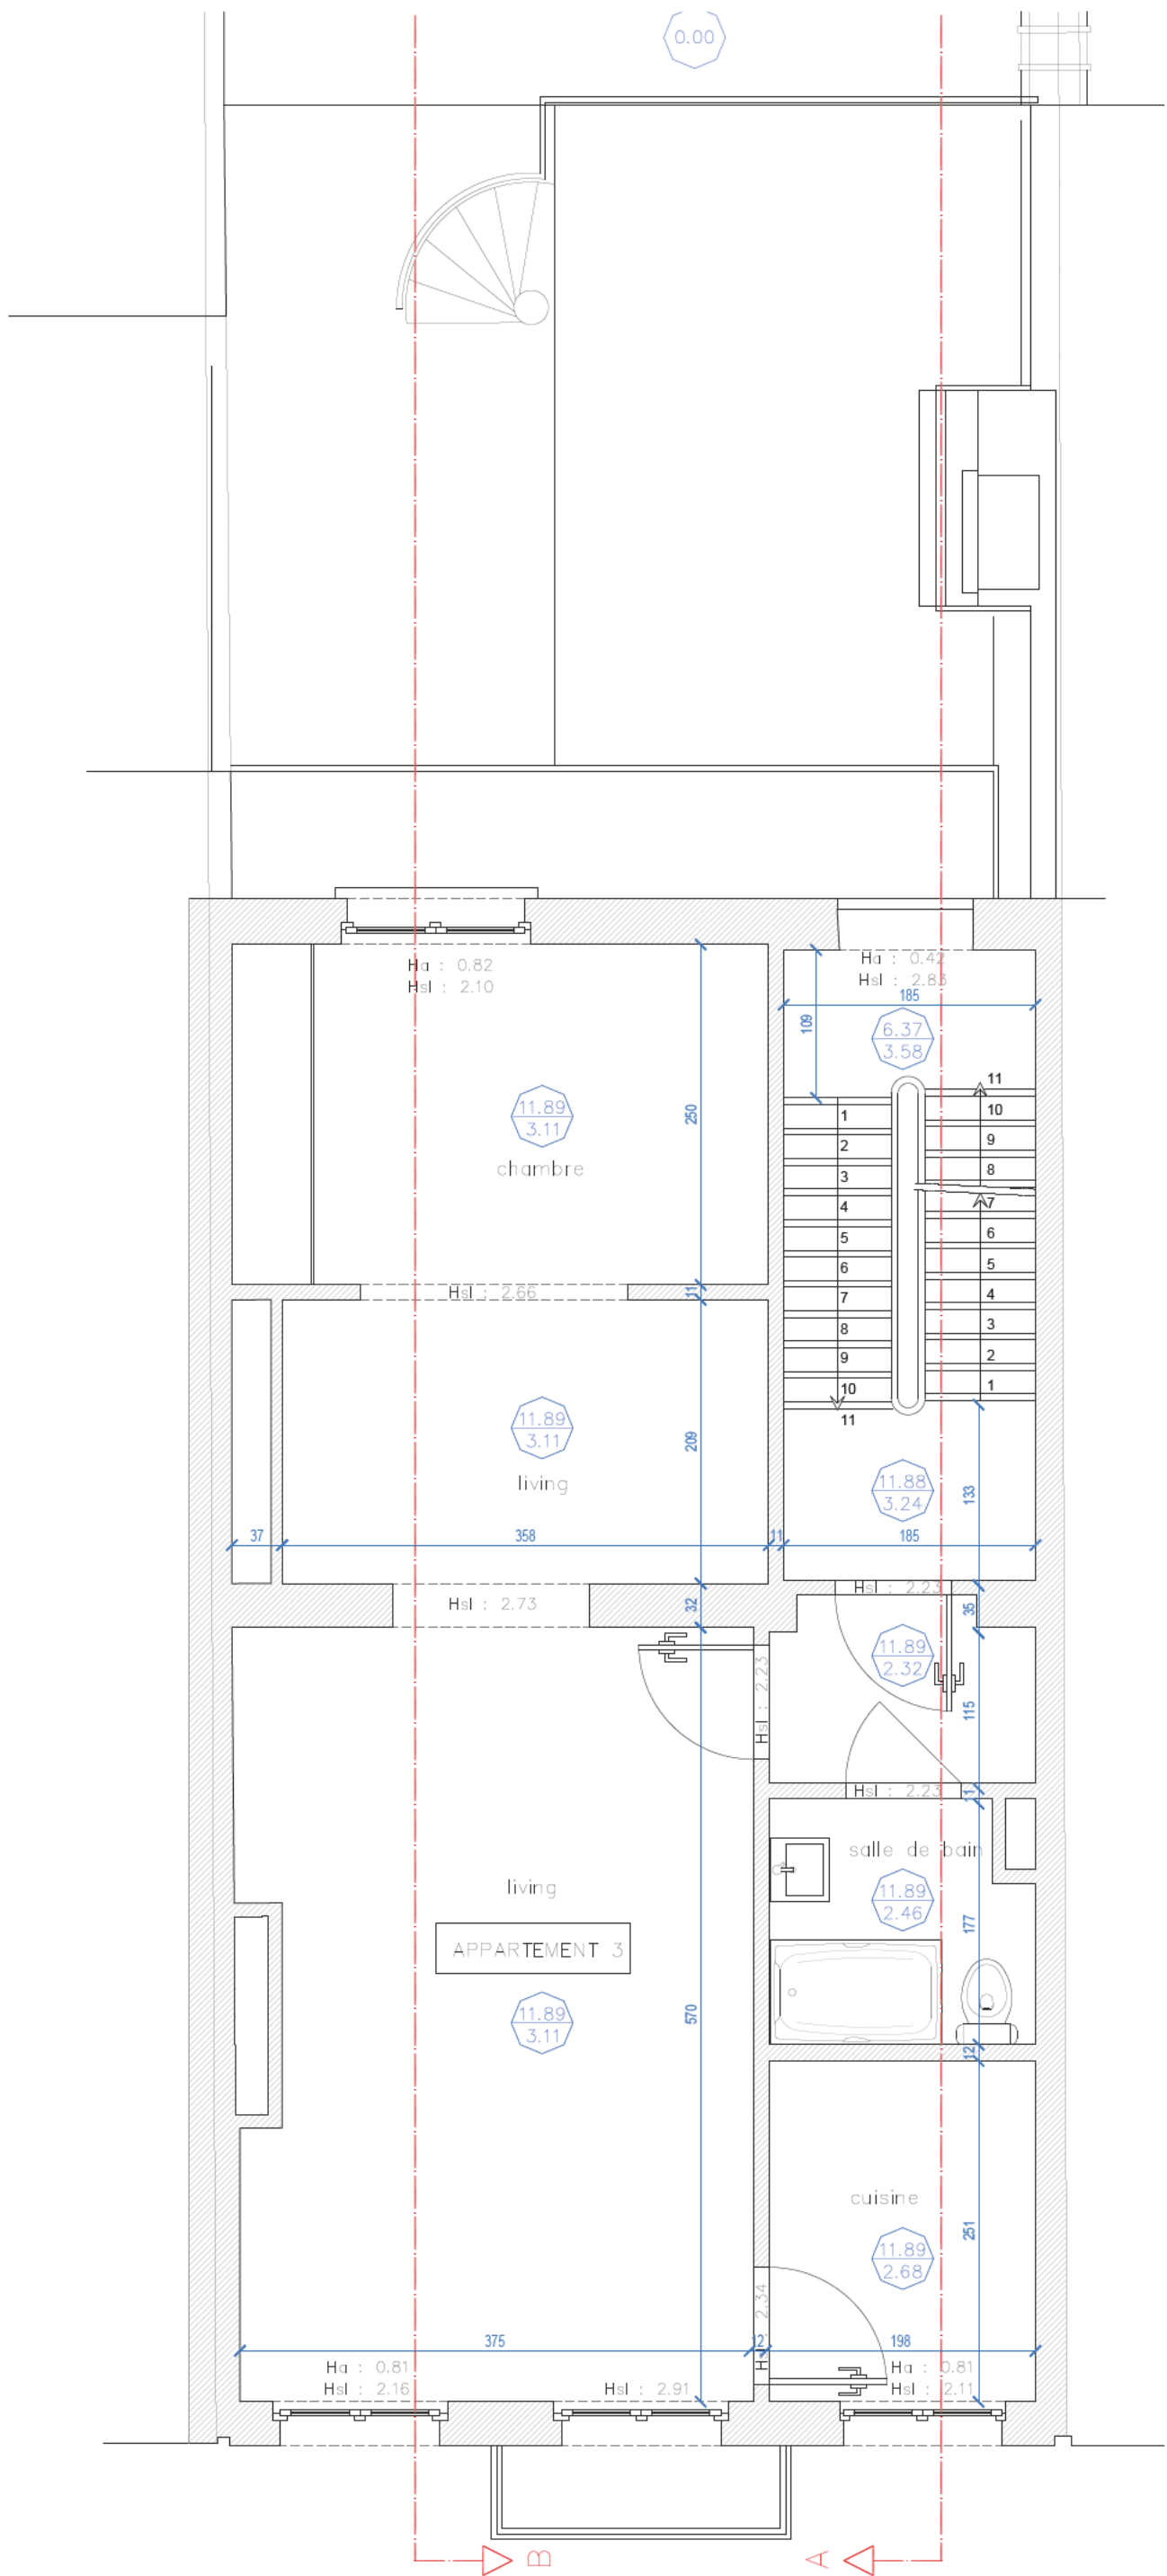 0.00
Ha : 0.82
Hsl : 2.10
Ha : 0.42
Hsl : 2.83
185
109
6.37
3.58
11.89
3.11
chambre
250
1
2
3
4
5
6
7
8
9
10
11
11
10
9
8
7
6
5
4
3
2
1
Hsl : 2.66
11
11.89
3.11
living
209
11.88
3.24
133
37
358
11
185
Hsl : 2.73
32
Hsl : 2.23
35
11.89
2.32
Hsl : 2.23
115
Hsl : 2.23
11
salle de bain
11.89
2.46
177
living
APPARTEMENT 3
11.89
3.11
570
12
cuisine
11.89
2.68
251
375
12
198
Hsl : 2.34
Ha : 0.81
Hsl : 2.16
Hsl : 2.91
Ha : 0.81
Hsl : 2.11
B
A